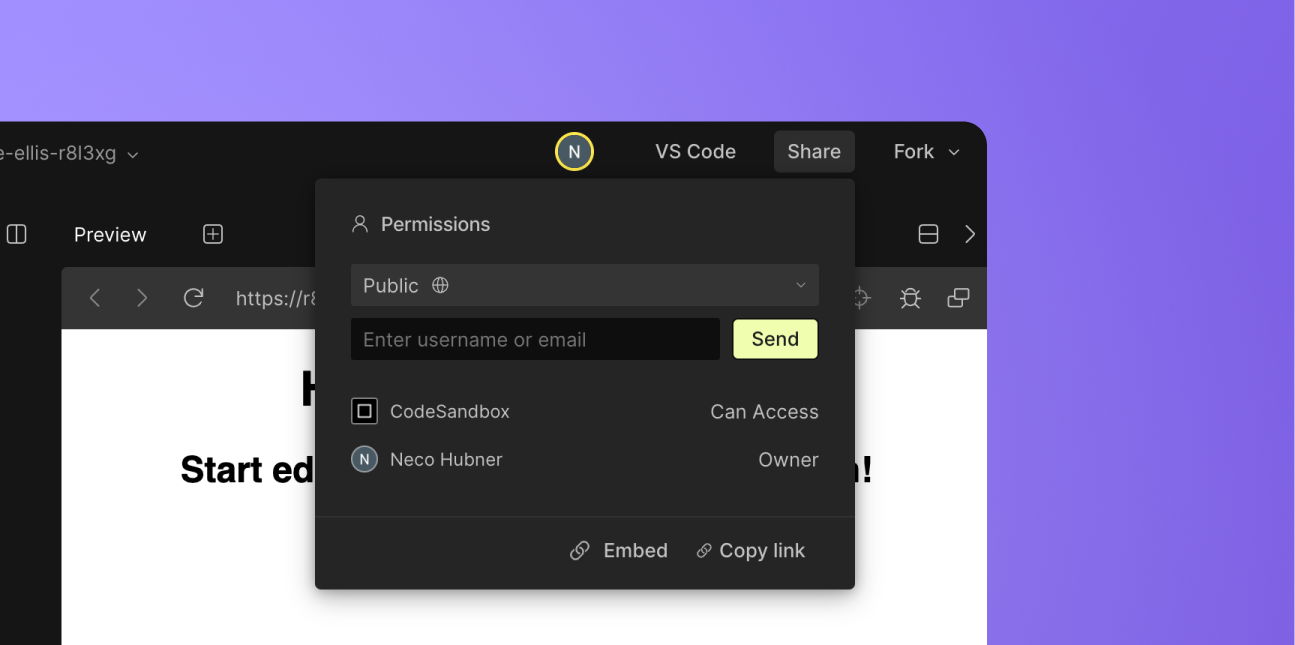 e-ellis-r8l3xg
N
VS Code
Share
Fork
Preview
Permissions
https://r8
Public
Enter username or email
Send
H
CodeSandbox
Can Access
Start ed
!
N
Neco Hubner
Owner
Embed
Copy link